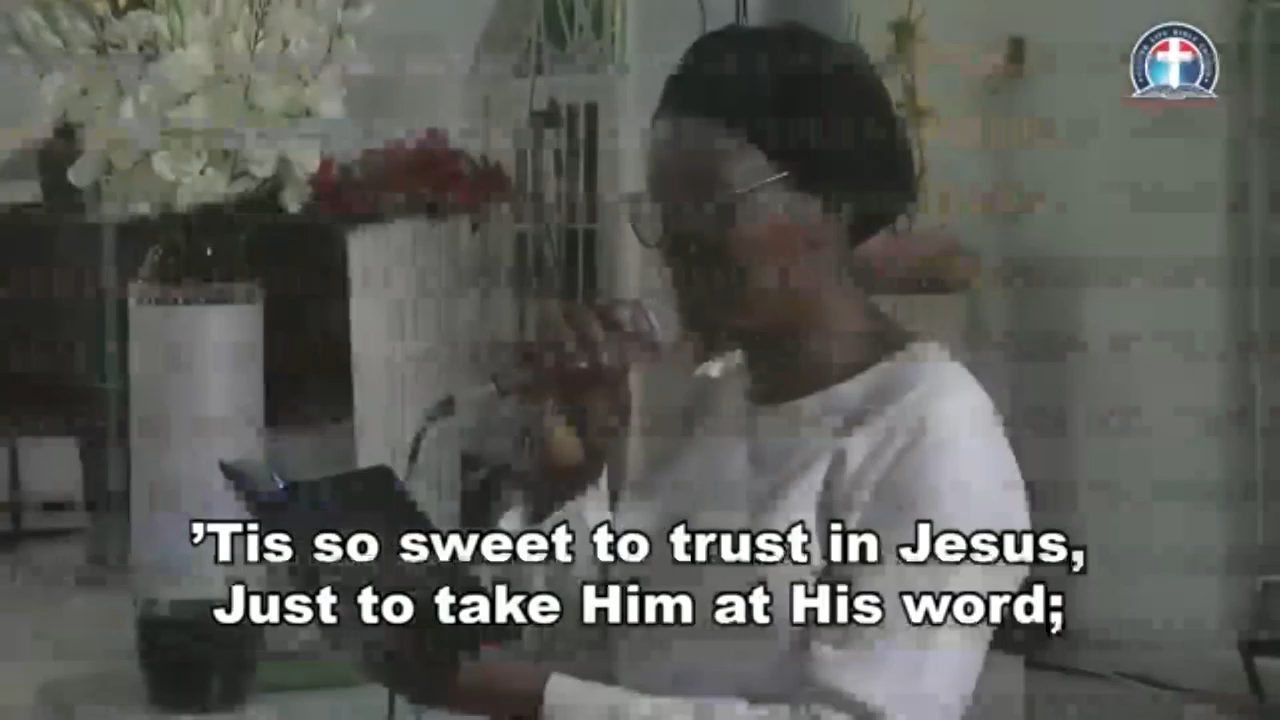 ’Tis so sweet to trust in Jesus,
Just to take Him at His word;